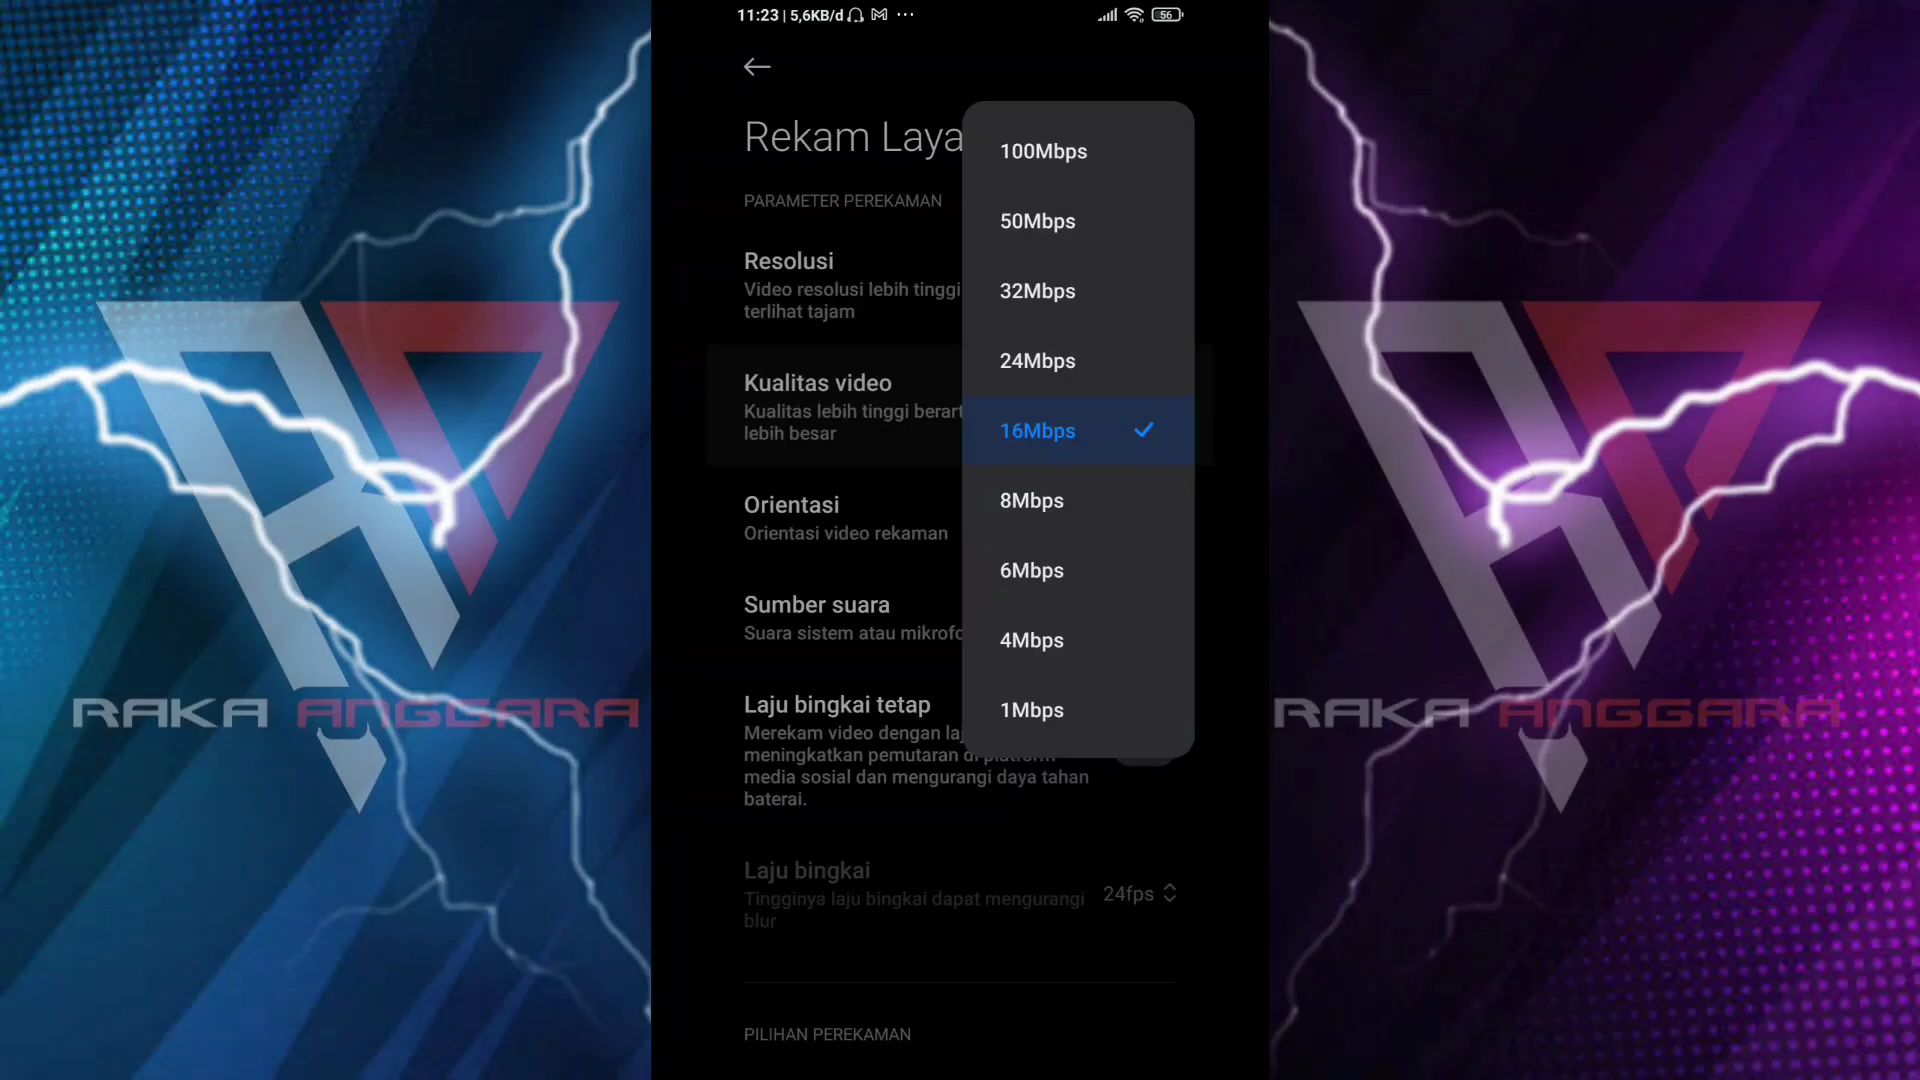 11:23 | 5,6KB/d
56
Rekam Laya
PARAMETER PEREKAMAN
Resolusi
Video resolusi lebih tinggi
terlihat tajam
Kualitas video
Kualitas lebih tinggi berart
lebih besar
Orientasi
Orientasi video rekaman
Sumber suara
Suara sistem atau mikrofo
Laju bingkai tetap
Merekam video dengan laj
meningkatkan pemutaran di platform
media sosial dan mengurangi daya tahan
baterai.
Laju bingkai
Tingginya laju bingkai dapat mengurangi
blur
24fps
PILIHAN PEREKAMAN
100Mbps
50Mbps
32Mbps
24Mbps
16Mbps
8Mbps
6Mbps
4Mbps
1Mbps
RAKA ANGGARA
RAKA ANGGARA